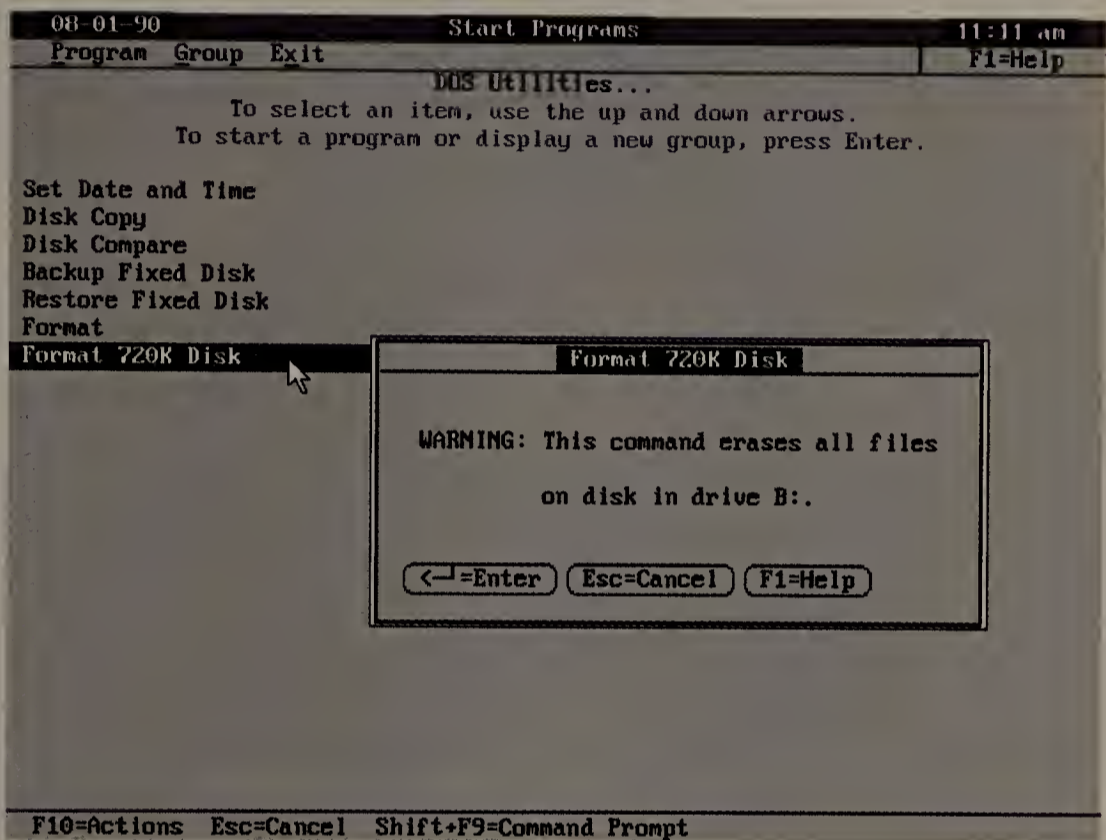 08-01-90 Start Programs 11:11 am
Program Group Exit F1=Help
DOS Utilities...
To select an item, use the up and down arrows.
To start a program or display a new group, press Enter.
Set Date and Time
Disk Copy
Disk Compare
Backup Fixed Disk
Restore Fixed Disk
Format
Format 720K Disk
Format 720K Disk
WARNING: This command erases all files
on disk in drive B:.
<─┘=Enter Esc=Cancel F1=Help
F10=Actions Esc=Cancel Shift+F9=Command Prompt